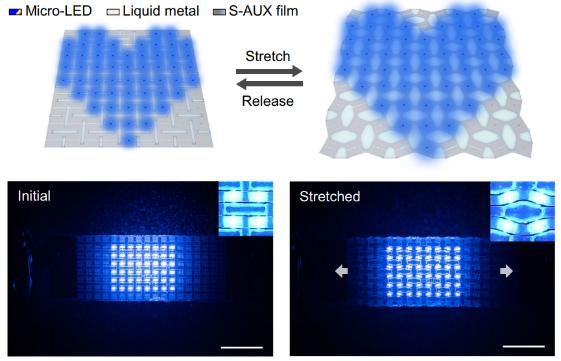 Micro-LED Liquid metal S-AUX film
Stretch
Release
Initial
Stretched